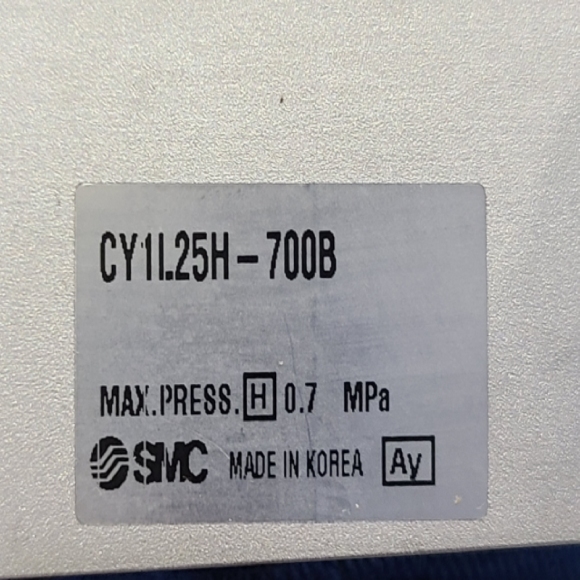 CY1L25H-700B
MAX.PRESS. H 0.7 MPa
SMC MADE IN KOREA Ay